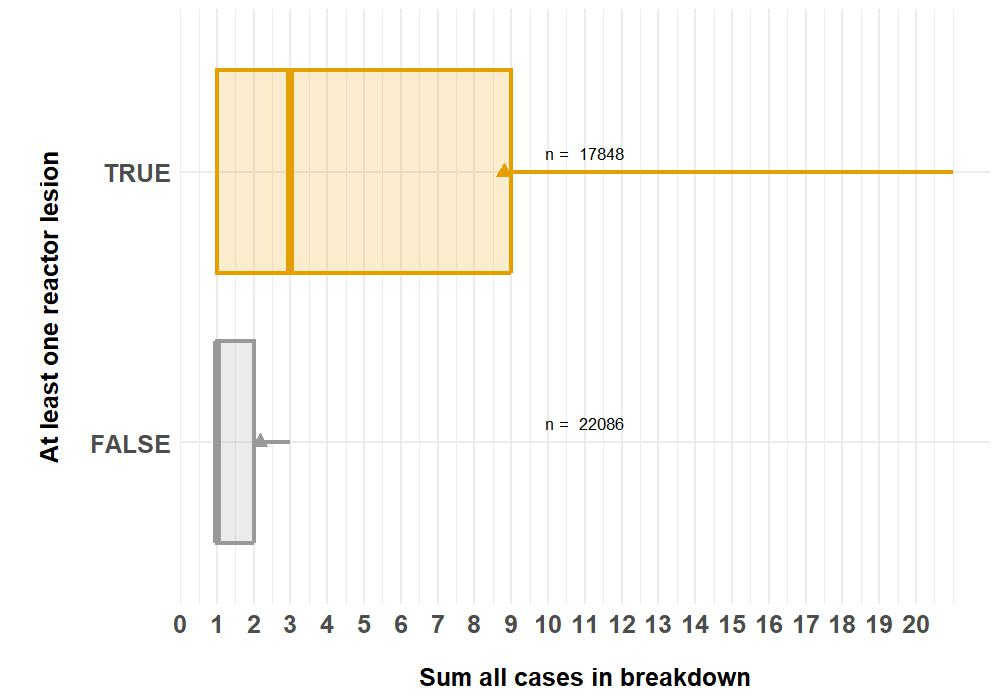 At least one reactor lesion
TRUE
n = 17848
FALSE
n = 22086
0 1 2 3 4 5 6 7 8 9 10 11 12 13 14 15 16 17 18 19 20
Sum all cases in breakdown